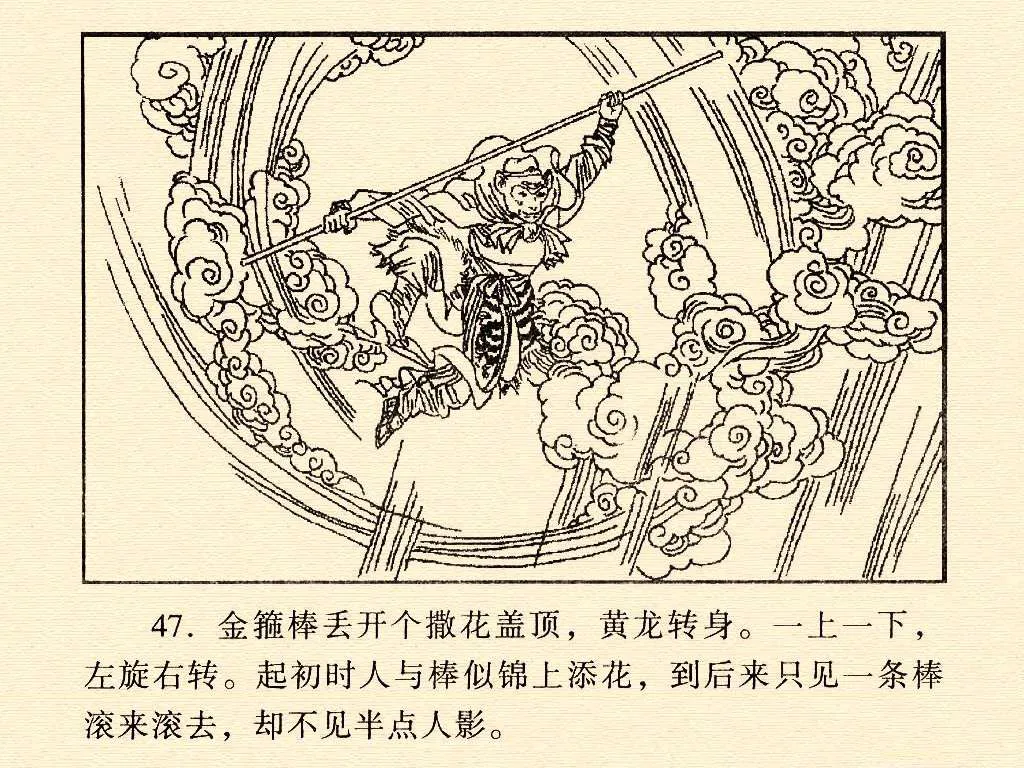 47. 金箍棒丢开个撒花盖顶，黄龙转身。一上一下，
左旋右转。起初时人与棒似锦上添花，到后来只见一条棒
滚来滚去，却不见半点人影。